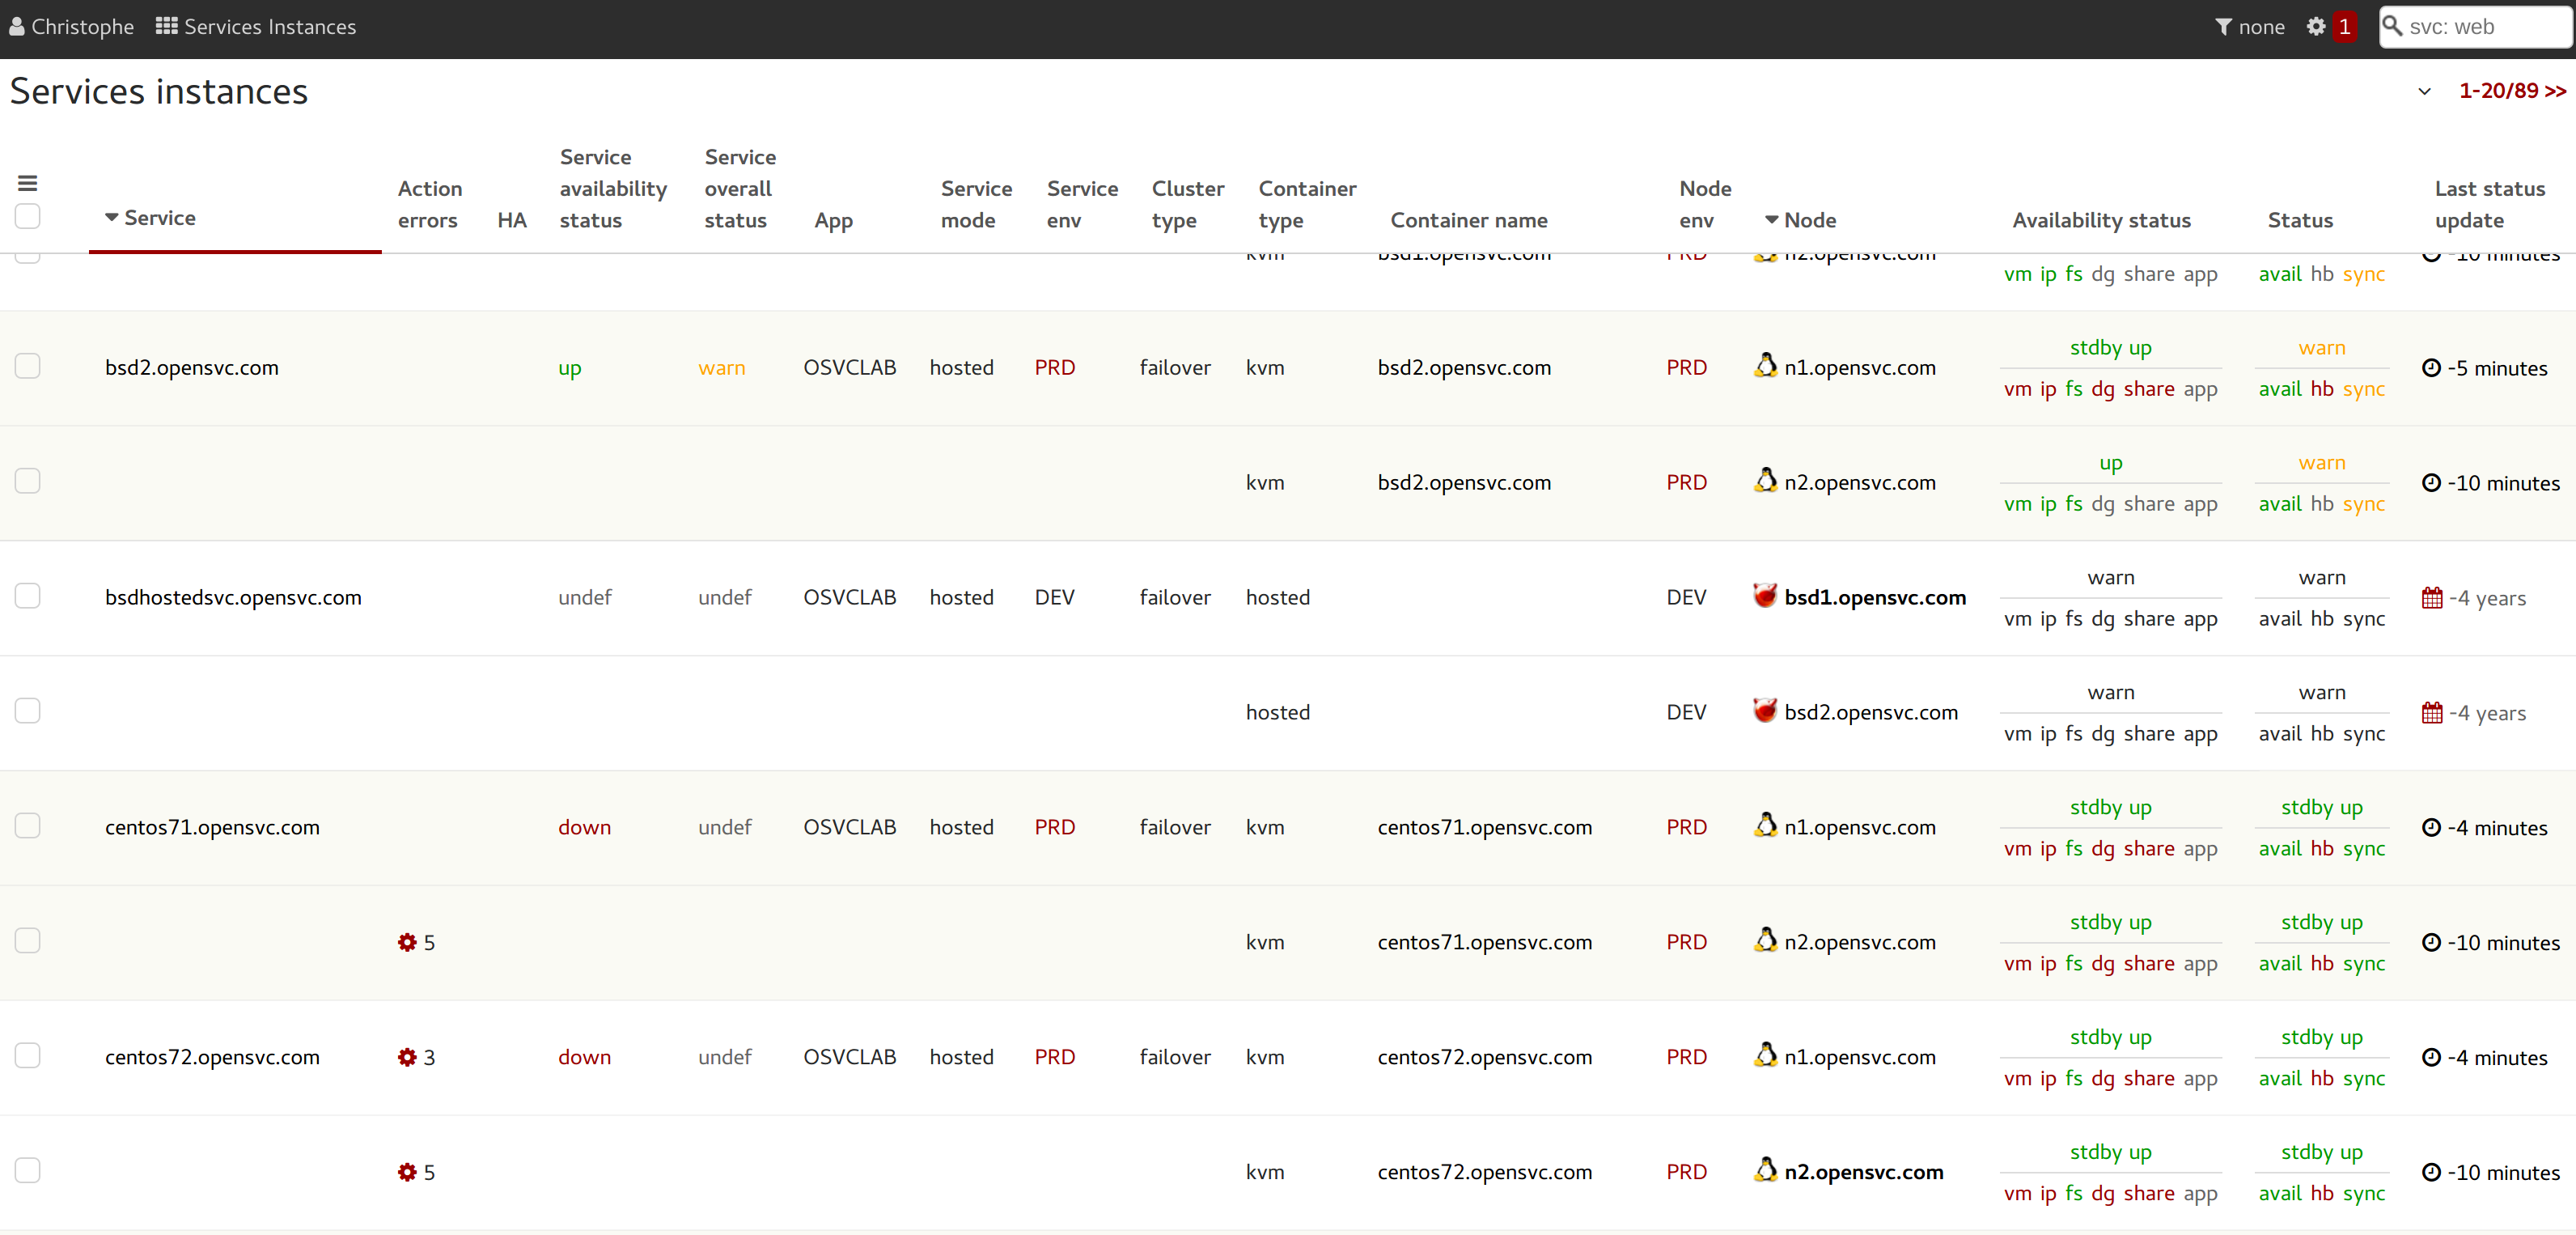 Christophe Services Instances none 1 svc: web
Services instances 1-20/89 >>
Service
Action errors
HA
Service availability status
Service overall status
App
Service mode
Service env
Cluster type
Container type
Container name
Node env
Node
Availability status
Status
Last status update
kvm bsd1.opensvc.com PRD n2.opensvc.com -10 minutes
vm ip fs dg share app avail hb sync
stdby up warn
bsd2.opensvc.com up warn OSVCLAB hosted PRD failover kvm bsd2.opensvc.com PRD n1.opensvc.com -5 minutes
vm ip fs dg share app avail hb sync
up warn
kvm bsd2.opensvc.com PRD n2.opensvc.com -10 minutes
vm ip fs dg share app avail hb sync
warn warn
bsdhostedsvc.opensvc.com undef undef OSVCLAB hosted DEV failover hosted DEV bsd1.opensvc.com -4 years
vm ip fs dg share app avail hb sync
warn warn
hosted DEV bsd2.opensvc.com -4 years
vm ip fs dg share app avail hb sync
stdby up stdby up
centos71.opensvc.com down undef OSVCLAB hosted PRD failover kvm centos71.opensvc.com PRD n1.opensvc.com -4 minutes
vm ip fs dg share app avail hb sync
stdby up stdby up
5 kvm centos71.opensvc.com PRD n2.opensvc.com -10 minutes
vm ip fs dg share app avail hb sync
stdby up stdby up
centos72.opensvc.com 3 down undef OSVCLAB hosted PRD failover kvm centos72.opensvc.com PRD n1.opensvc.com -4 minutes
vm ip fs dg share app avail hb sync
stdby up stdby up
5 kvm centos72.opensvc.com PRD n2.opensvc.com -10 minutes
vm ip fs dg share app avail hb sync